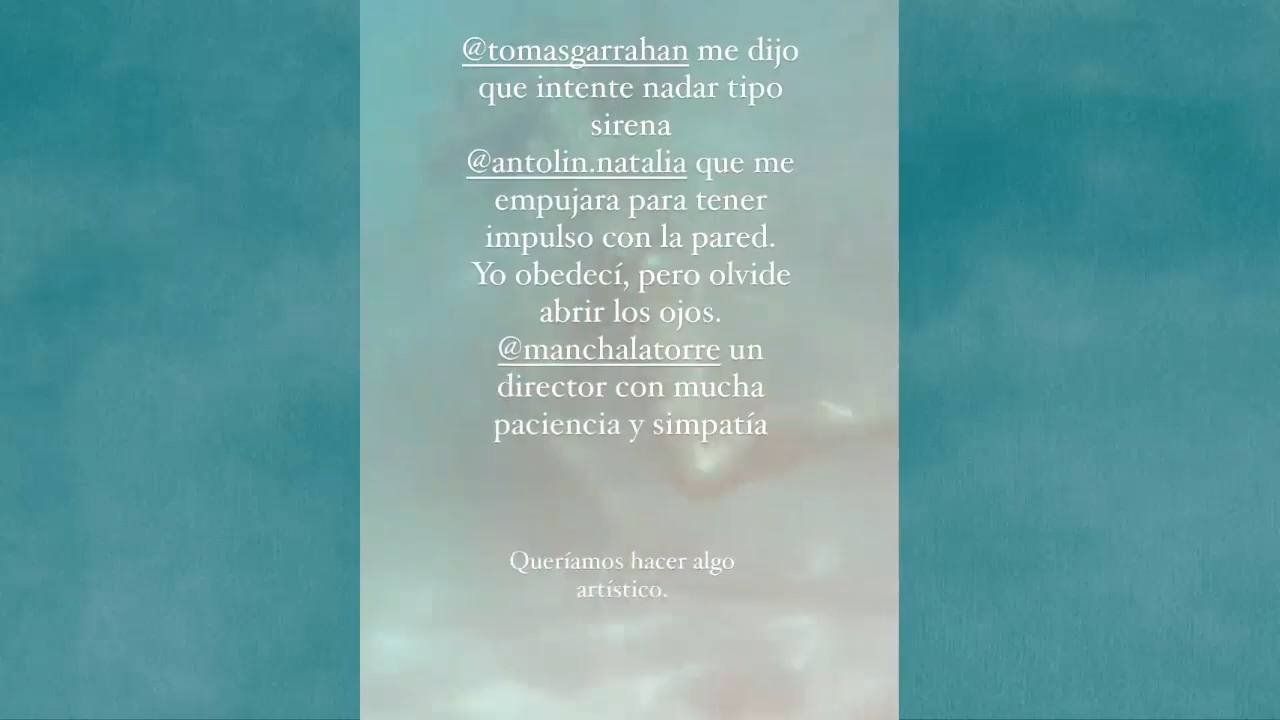 @tomasgarrahan me dijo
que intente nadar tipo
sirena
@antolin.natalia que me
empujara para tener
impulso con la pared.
Yo obedecí, pero olvide
abrir los ojos.
@manchalatorre un
director con mucha
paciencia y simpatía
Queríamos hacer algo
artístico.